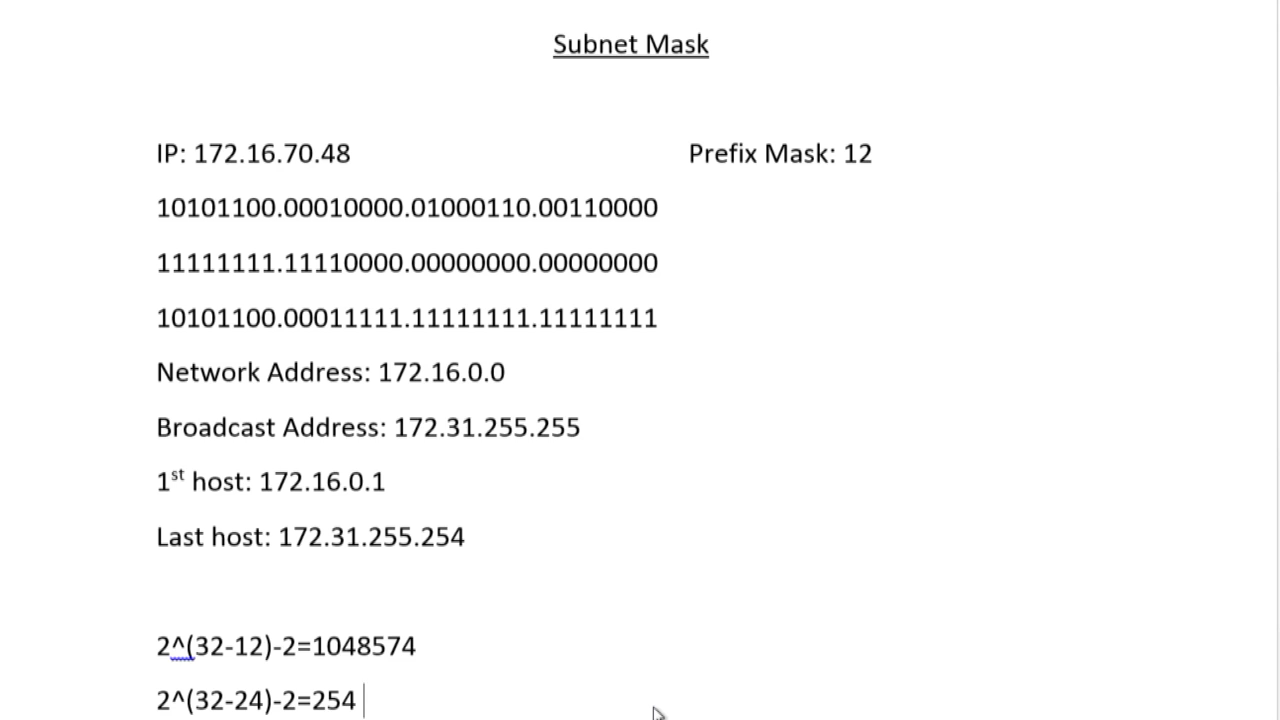 Subnet Mask
IP: 172.16.70.48 Prefix Mask: 12
10101100.00010000.01000110.00110000
11111111.11110000.00000000.00000000
10101100.00011111.11111111.11111111
Network Address: 172.16.0.0
Broadcast Address: 172.31.255.255
1st host: 172.16.0.1
Last host: 172.31.255.254
2^(32-12)-2=1048574
2^(32-24)-2=254